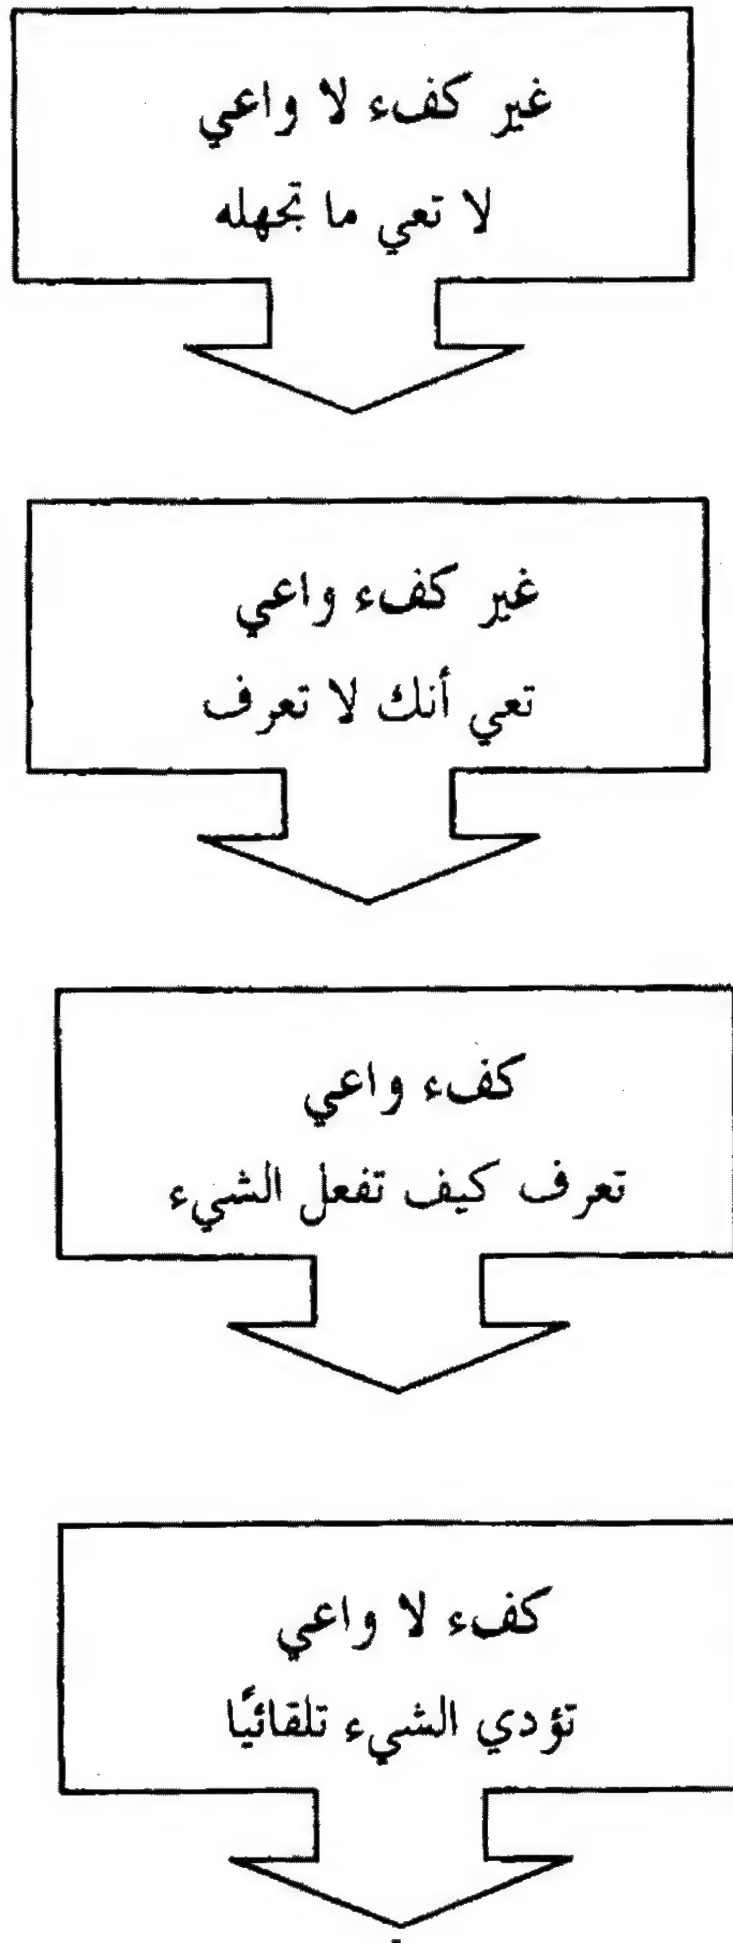 غير كفء لا واعي
لا تعي ما تجهله
غير كفء واعي
تعي أنك لا تعرف
كفء واعي
تعرف كيف تفعل الشيء
كفء لا واعي
تؤدي الشيء تلقائيًا